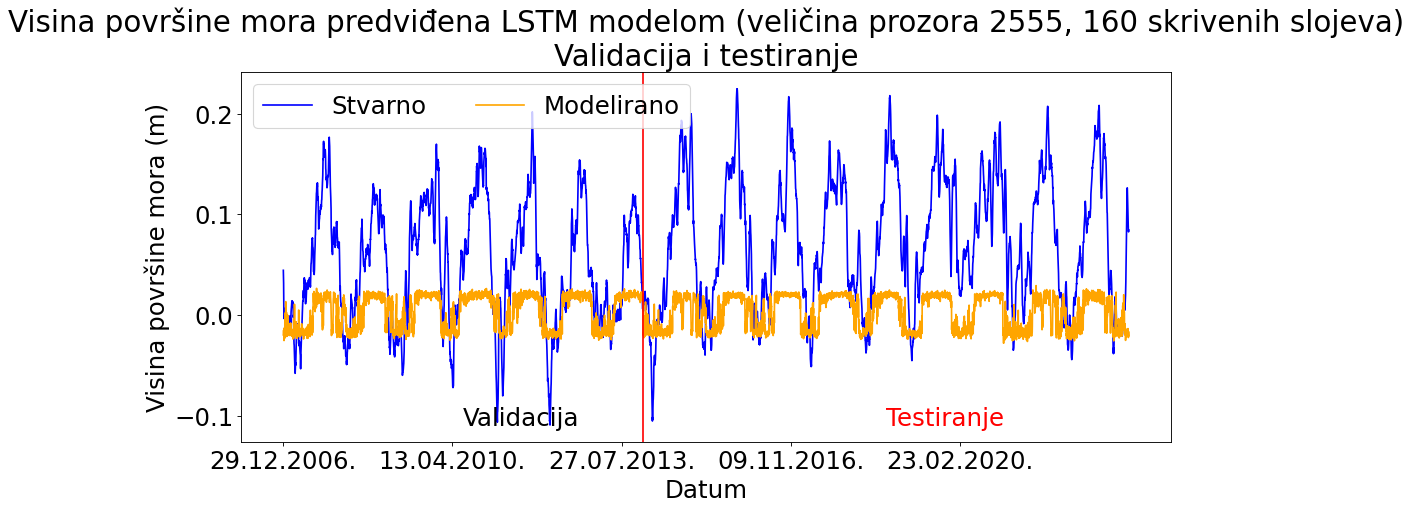 Visina površine mora predviđena LSTM modelom (veličina prozora 2555, 160 skrivenih slojeva)
Validacija i testiranje
Stvarno
Modelirano
Visina površine mora (m)
0.2
0.1
0.0
−0.1
Validacija
Testiranje
29.12.2006.
13.04.2010.
27.07.2013.
09.11.2016.
23.02.2020.
Datum